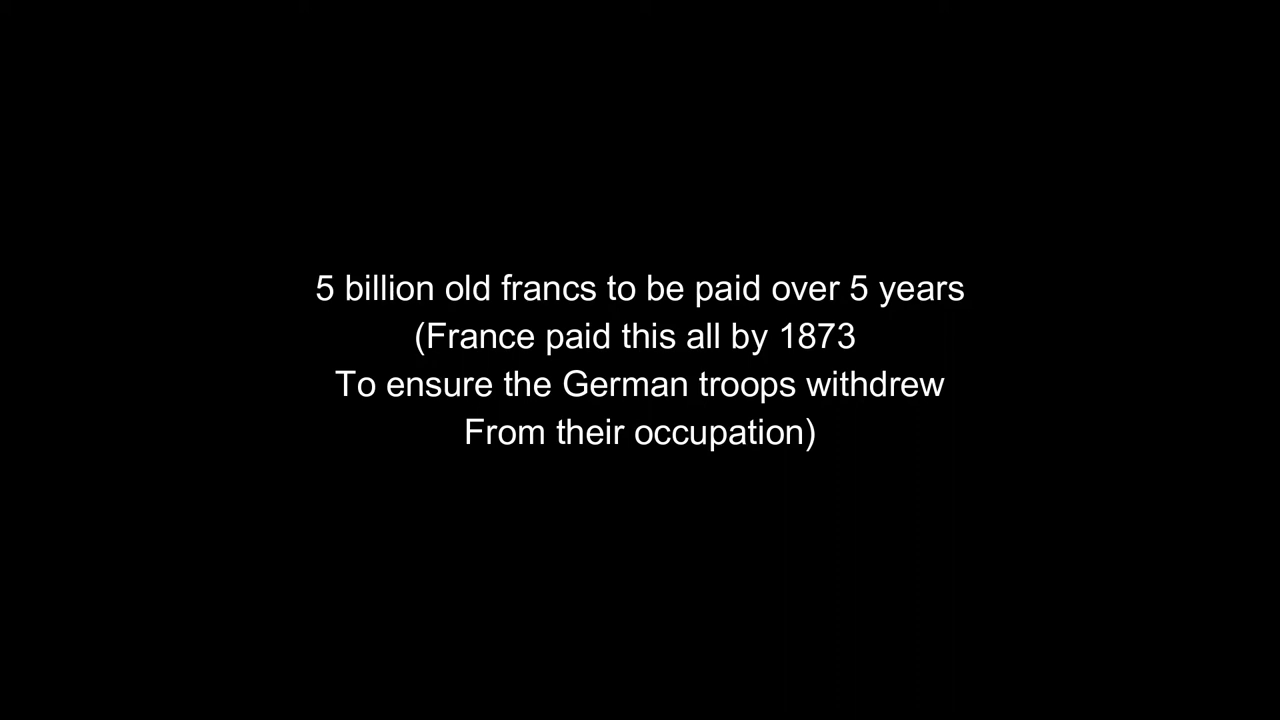 5 billion old francs to be paid over 5 years
(France paid this all by 1873
To ensure the German troops withdrew
From their occupation)